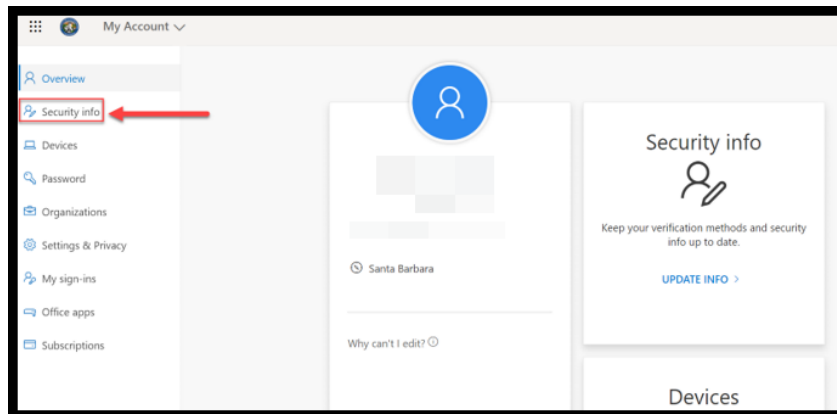 My Account
Overview
Security info
Devices
Password
Organizations
Settings & Privacy
My sign-ins
Office apps
Subscriptions
Santa Barbara
Why can't I edit?
Security info
Keep your verification methods and security
info up to date.
UPDATE INFO >
Devices